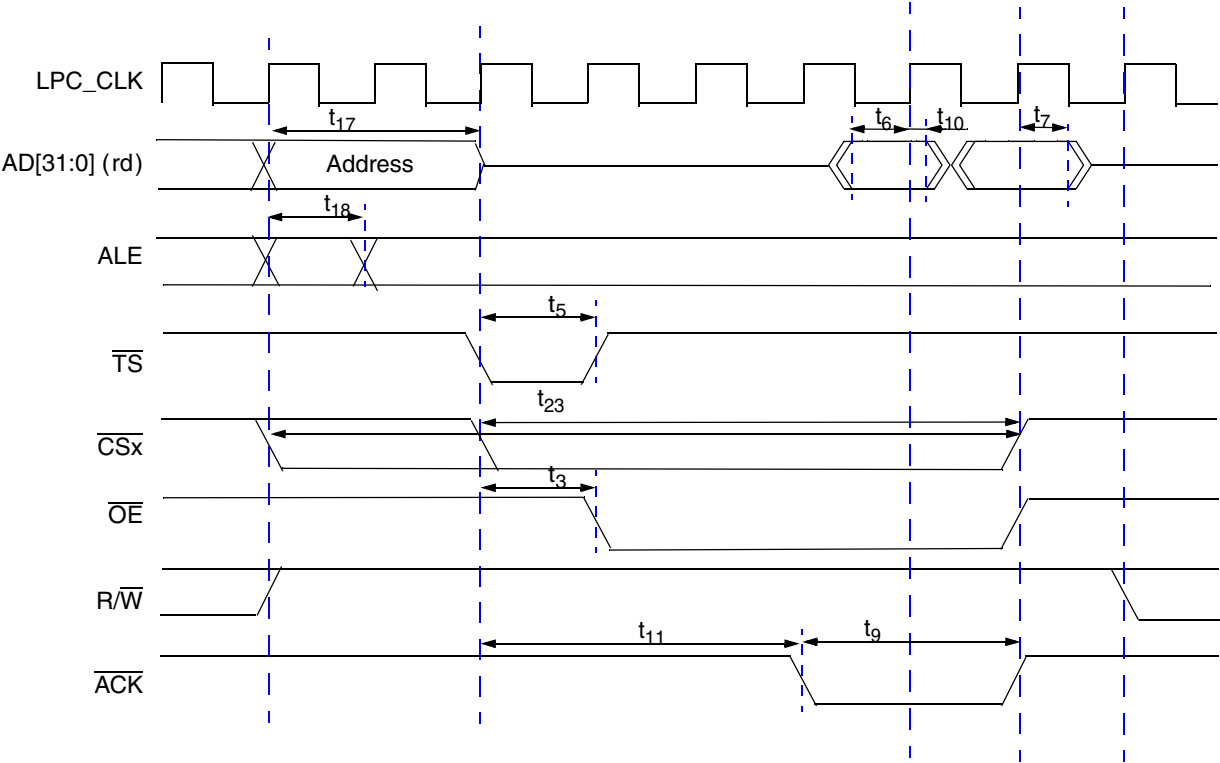 LPC_CLK
t17
t6
t10
t7
AD[31:0] (rd)
Address
t18
ALE
t5
TS
t23
CSx
t3
OE
R/W
t11
t9
ACK